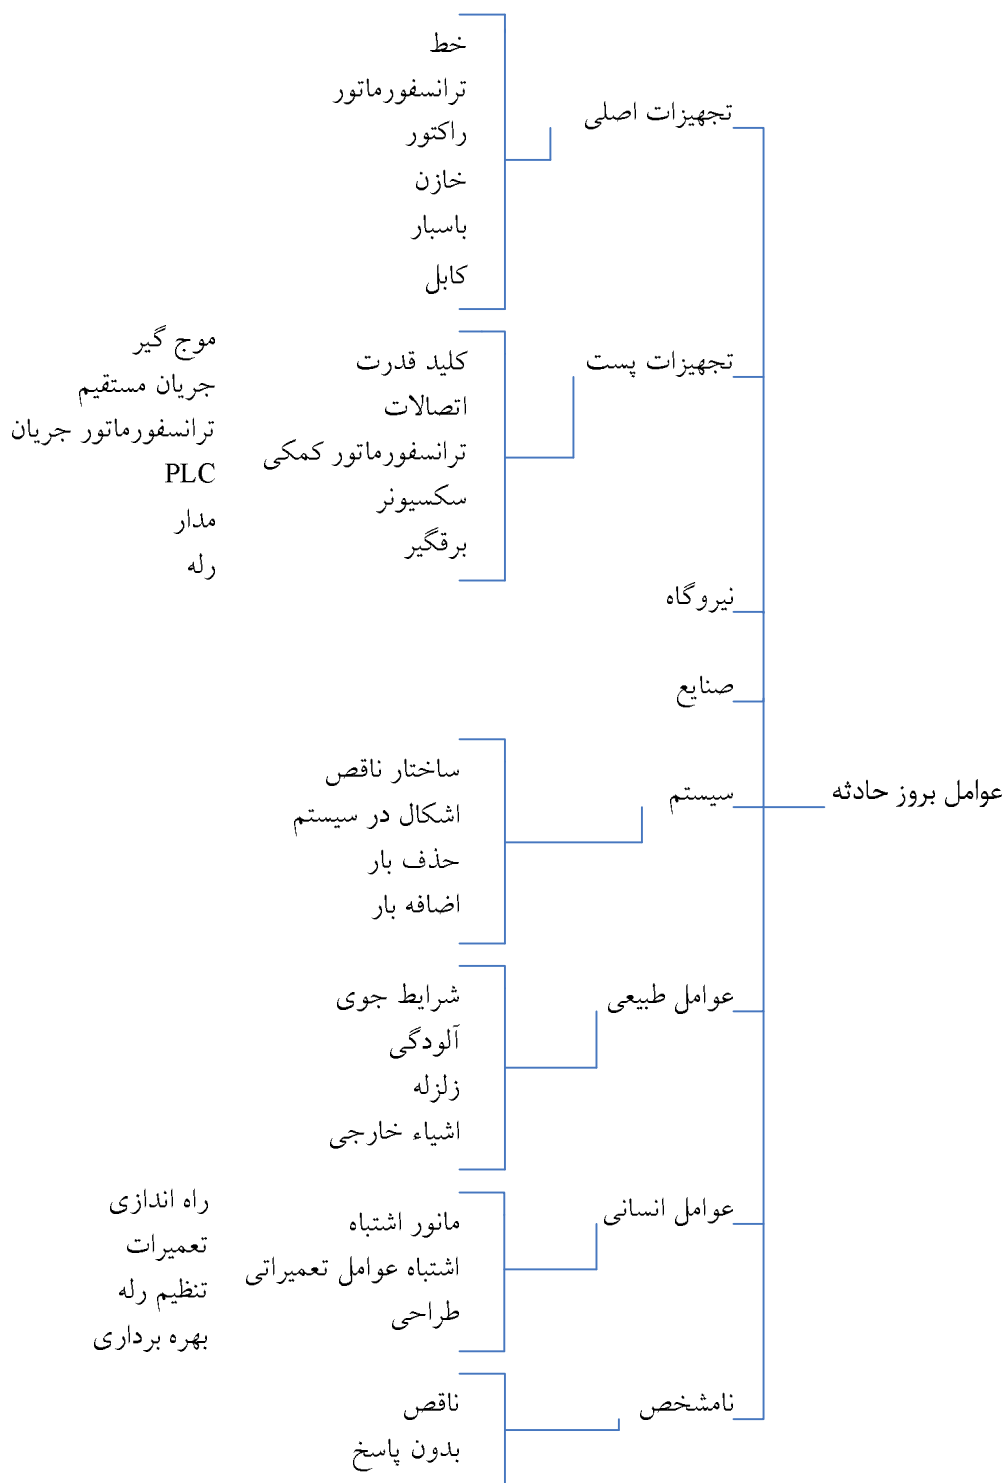 عوامل بروز حادثه
تجهیزات اصلی
خط
ترانسفورماتور
راکتور
خازن
باسبار
کابل
تجهیزات پست
کلید قدرت
اتصالات
ترانسفورماتور کمکی
سکسیونر
برقگیر
موج گیر
جریان مستقیم
ترانسفورماتور جریان
PLC
مدار
رله
نیروگاه
صنایع
سیستم
ساختار ناقص
اشکال در سیستم
حذف بار
اضافه بار
عوامل طبیعی
شرایط جوی
آلودگی
زلزله
اشیاء خارجی
عوامل انسانی
مانور اشتباه
اشتباه عوامل تعمیراتی
طراحی
راه اندازی
تعمیرات
تنظیم رله
بهره برداری
نامشخص
ناقص
بدون پاسخ